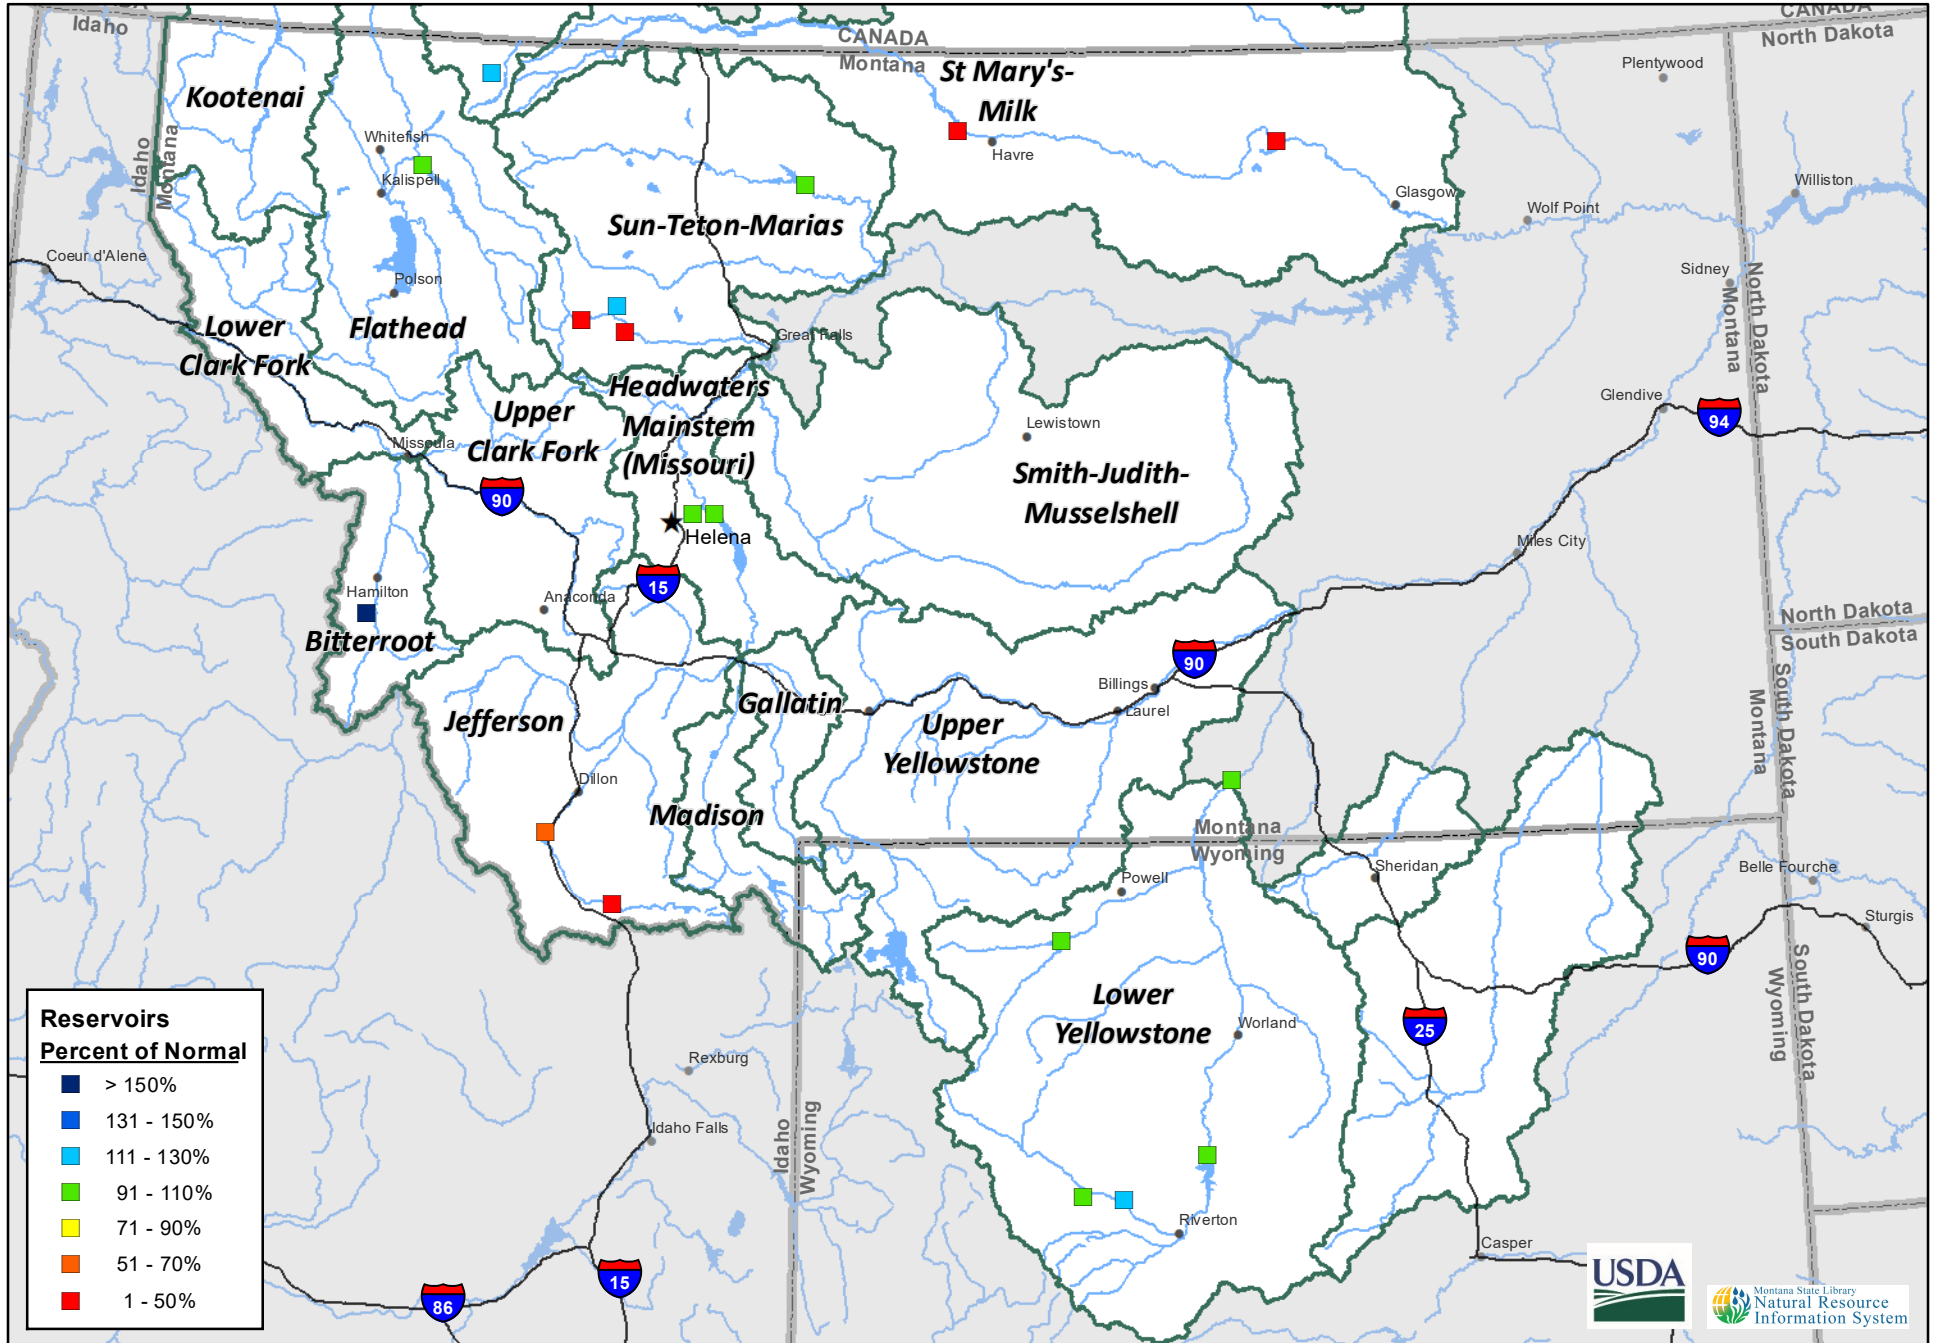 Idaho
CANADA
Montana
CANADA
North Dakota
St Mary's-
Milk
Plentywood
Kootenai
Whitefish
Kalispell
Idaho
Montana
Havre
Glasgow
Wolf Point
Williston
Sun-Teton-Marias
Coeur d'Alene
Polson
Sidney
North Dakota
Montana
Lower
Clark Fork
Flathead
Great Falls
Headwaters
Mainstem
(Missouri)
Upper
Clark Fork
Missoula
Lewistown
Glendive
94
Smith-Judith-
Musselshell
90
Helena
Miles City
15
Hamilton
Anaconda
Bitterroot
North Dakota
South Dakota
90
Billings
Laurel
Gallatin
Jefferson
Upper
Yellowstone
South Dakota
Montana
Dillon
Madison
Montana
Wyoming
Powell
Sheridan
Belle Fourche
Sturgis
90
South Dakota
Wyoming
Lower
Yellowstone
Worland
25
Rexburg
Idaho Falls
Idaho
Wyoming
Riverton
Casper
15
86
Reservoirs
Percent of Normal
> 150%
131 - 150%
111 - 130%
91 - 110%
71 - 90%
51 - 70%
1 - 50%
USDA
Montana State Library
Natural Resource
Information System